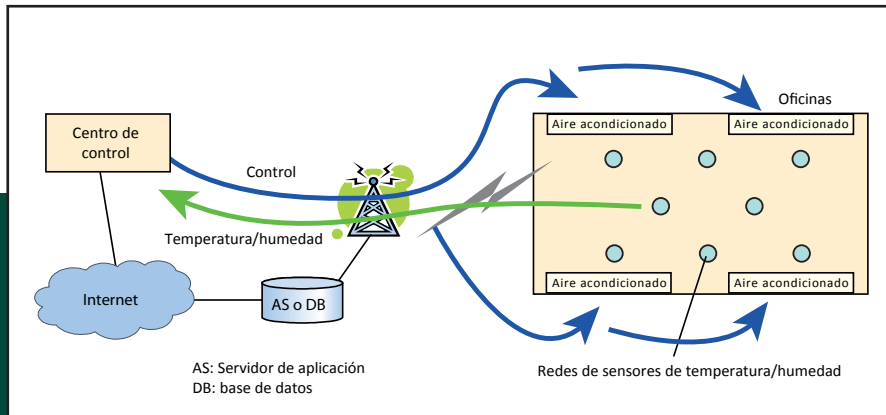 Oficinas
Centro de
control
Aire acondicionado
Aire acondicionado
Control
Temperatura/humedad
Internet
AS o DB
Aire acondicionado
Aire acondicionado
AS: Servidor de aplicación
DB: base de datos
Redes de sensores de temperatura/humedad